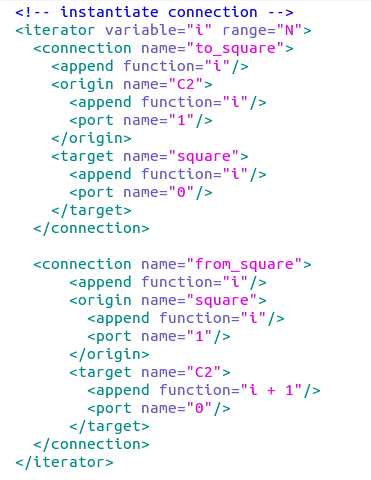 <!-- instantiate connection -->
<iterator variable="i" range="N">
  <connection name="to_square">
    <append function="i"/>
    <origin name="C2">
      <append function="i"/>
      <port name="1"/>
    </origin>
    <target name="square">
      <append function="i"/>
      <port name="0"/>
    </target>
  </connection>

  <connection name="from_square">
      <append function="i"/>
      <origin name="square">
        <append function="i"/>
        <port name="1"/>
      </origin>
      <target name="C2">
        <append function="i + 1"/>
        <port name="0"/>
      </target>
  </connection>
</iterator>